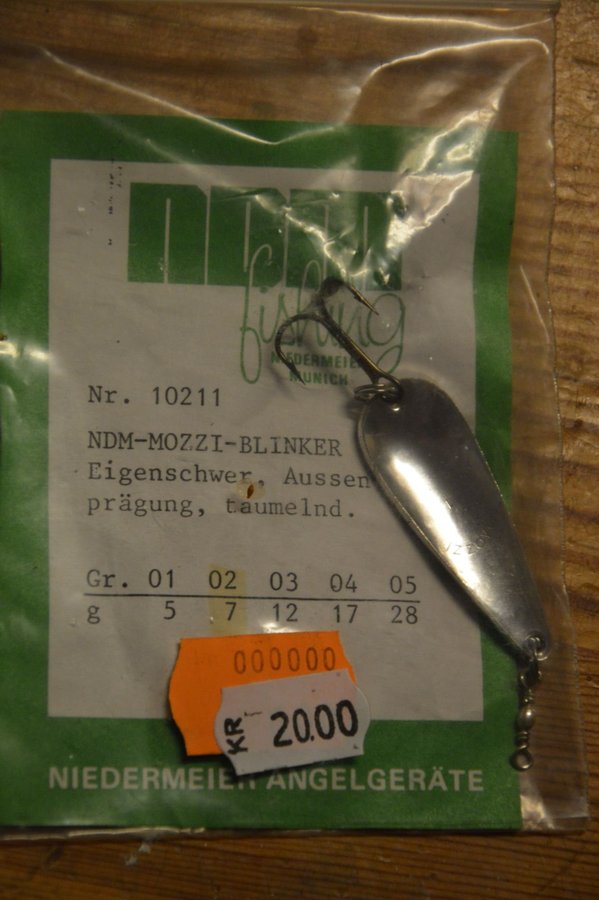 NDM
fishing
NIEDERMEIER
MUNICH
Nr. 10211
NDM-MOZZI-BLINKER
Eigenschwer, Aussen
prägung, taumelnd.
Gr. 01 02 03 04 05
g 5 7 12 17 28
000000
KR 20.00
NIEDERMEIER ANGELGERÄTE